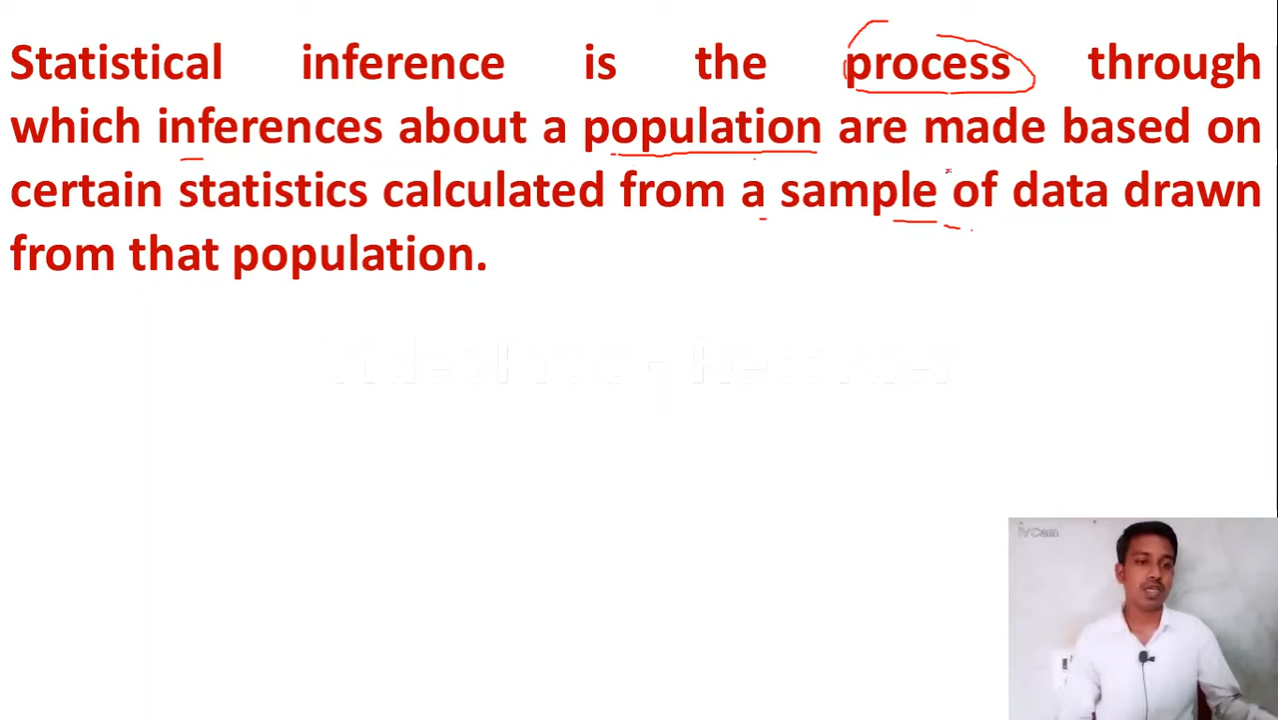 Statistical inference is the process through
which inferences about a population are made based on
certain statistics calculated from a sample of data drawn
from that population.
iVCam